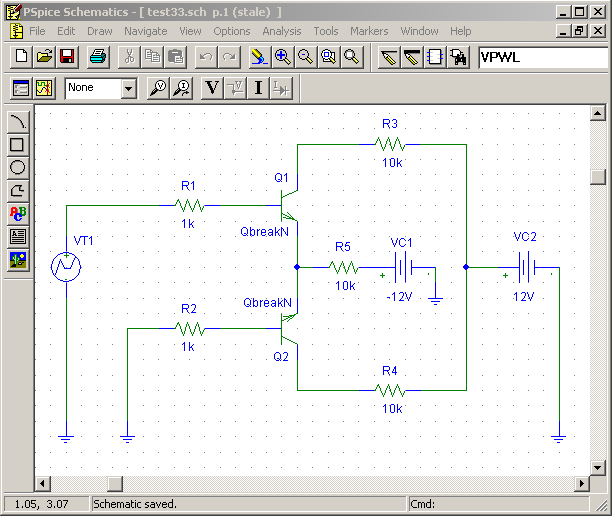 PSpice Schematics - [ test33.sch  p.1 (stale)  ]
File Edit Draw Navigate View Options Analysis Tools Markers Window Help
VPWL
None
V I V I
ABC
R3
10k
Q1
R1
1k
QbreakN
VT1
R5
10k
VC1
-12V
VC2
12V
QbreakN
R2
1k
Q2
R4
10k
1.05, 3.07 Schematic saved. Cmd: